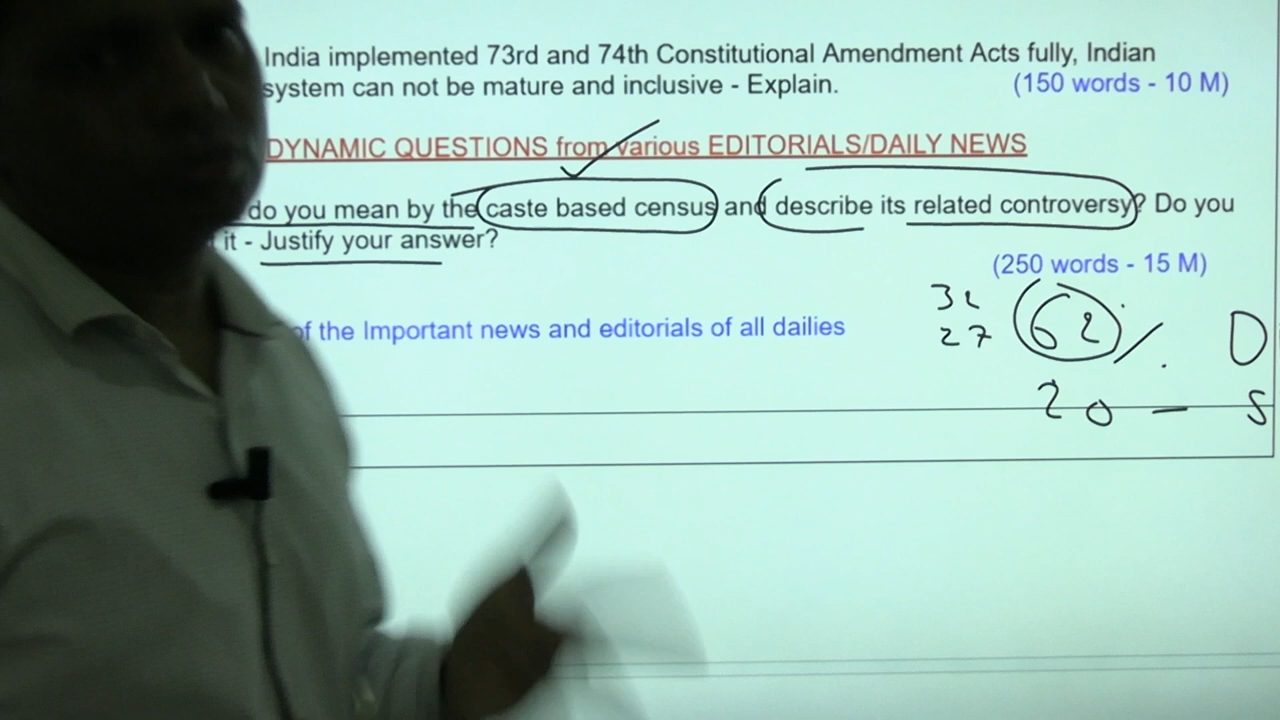 India implemented 73rd and 74th Constitutional Amendment Acts fully, Indian
system can not be mature and inclusive - Explain. (150 words - 10 M)
DYNAMIC QUESTIONS from various EDITORIALS/DAILY NEWS
do you mean by the caste based census and describe its related controversy? Do you
it - Justify your answer?
(250 words - 15 M)
of the Important news and editorials of all dailies
27 62 %
20 - S